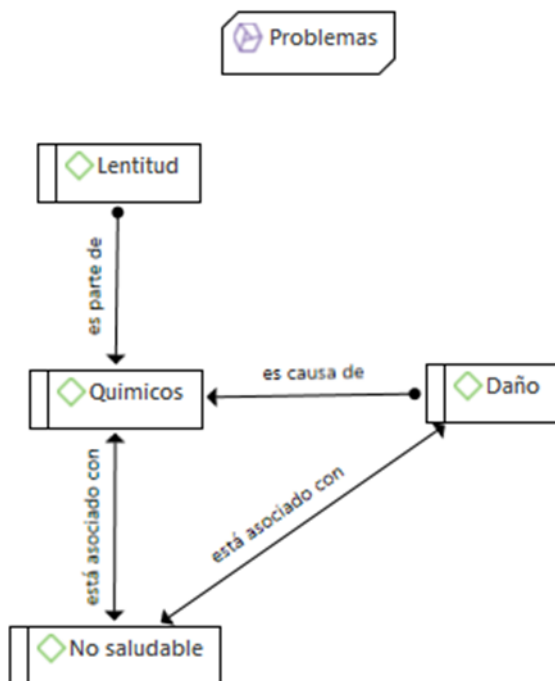 Problemas
Lentitud
es parte de
Quimicos
es causa de
Daño
está asociado con
está asociado con
No saludable